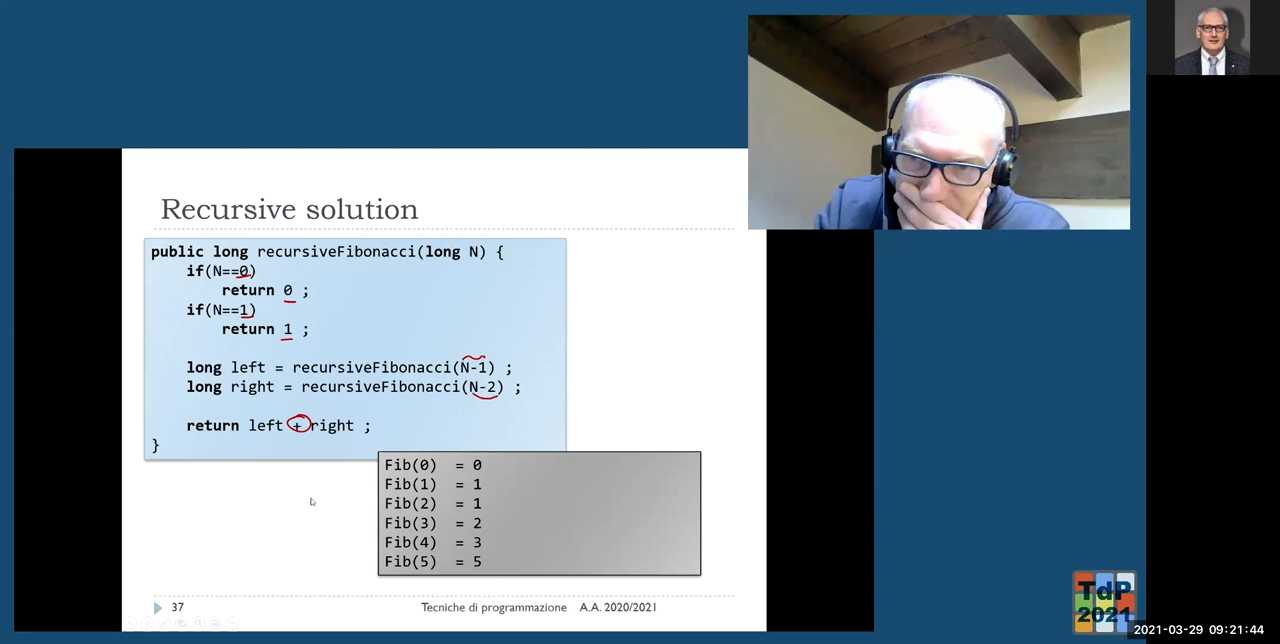 Recursive solution
public long recursiveFibonacci(long N) {
if(N==0)
return 0 ;
if(N==1)
return 1 ;
long left = recursiveFibonacci(N-1) ;
long right = recursiveFibonacci(N-2) ;
return left + right ;
}
Fib(0) = 0
Fib(1) = 1
Fib(2) = 1
Fib(3) = 2
Fib(4) = 3
Fib(5) = 5
37
Tecniche di programmazione A.A. 2020/2021
TdP
2021
2021-03-29 09:21:44